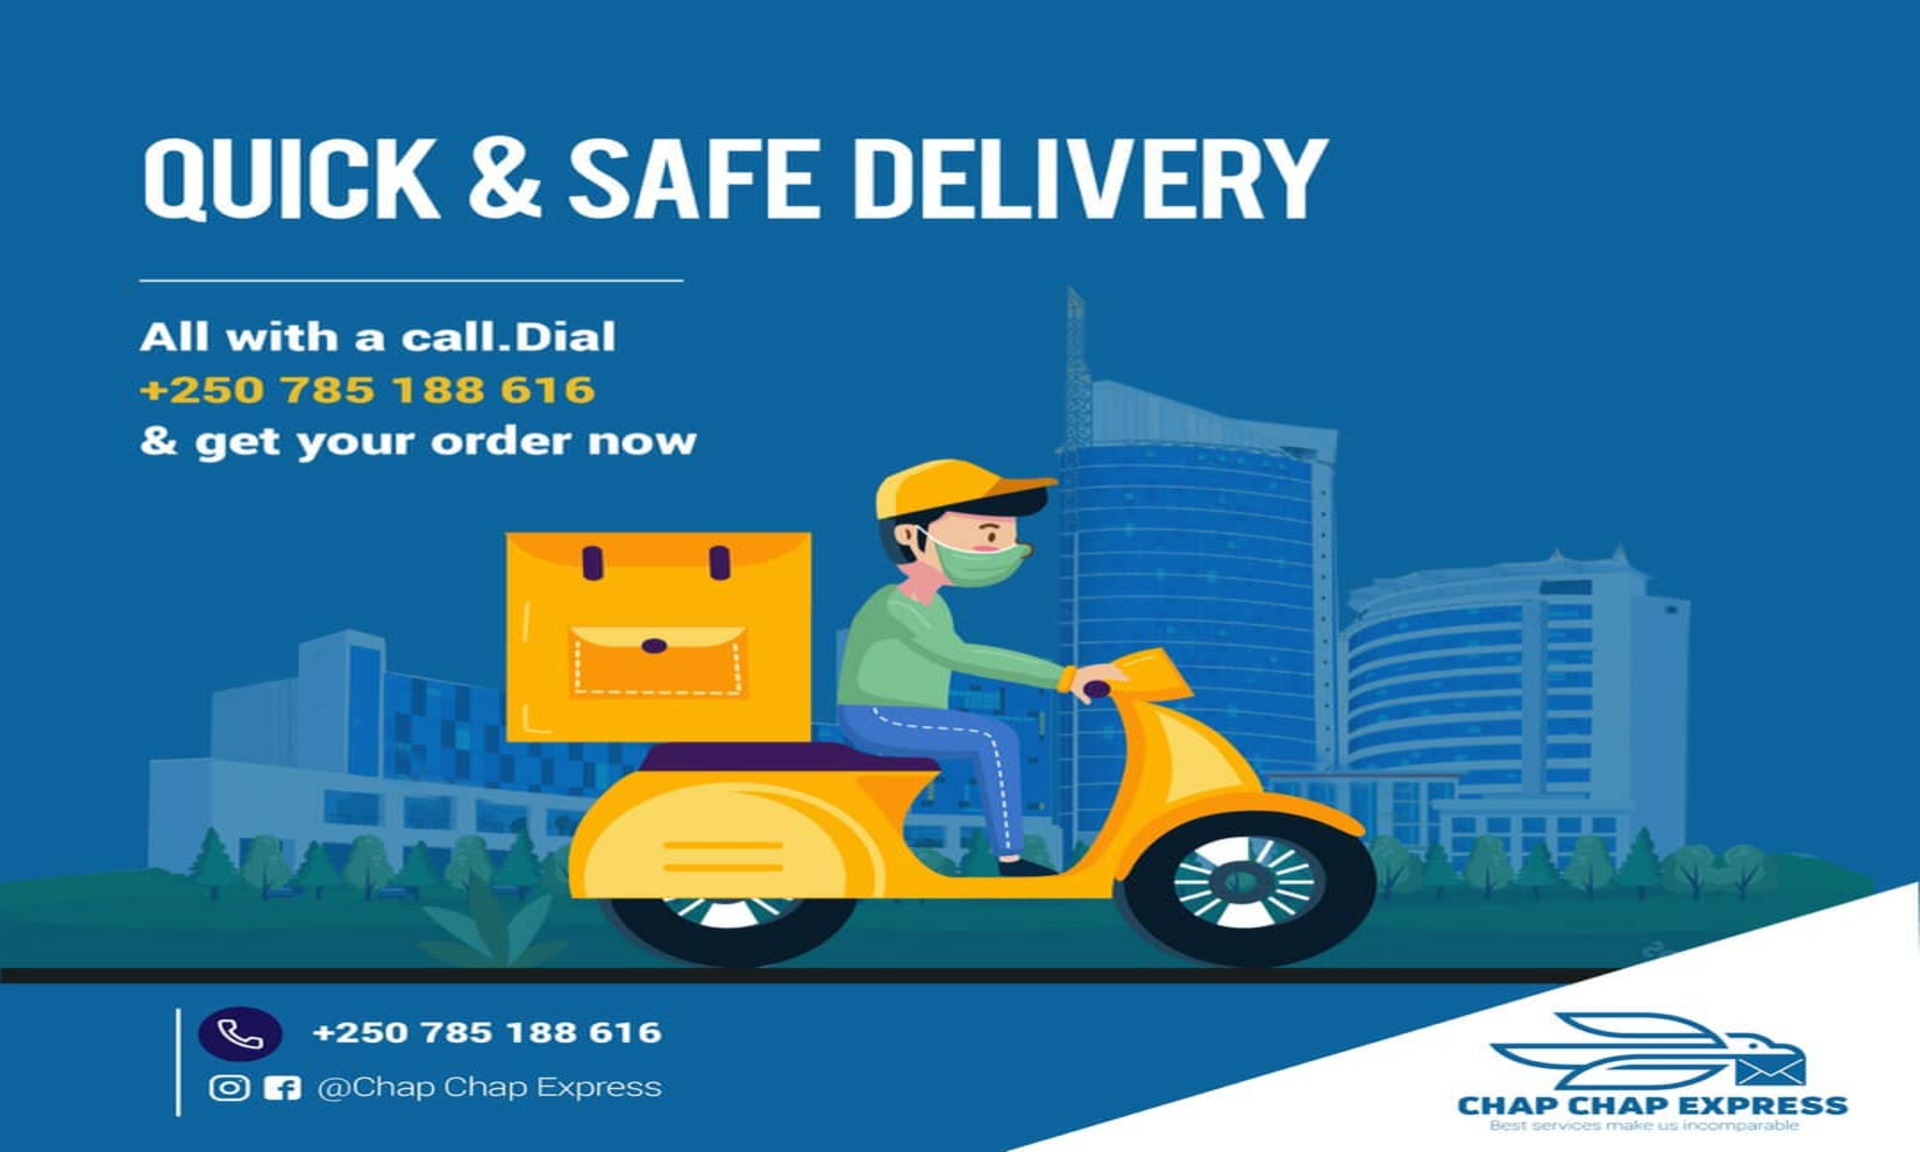 QUICK & SAFE DELIVERY
All with a call.Dial
+250 785 188 616
& get your order now
+250 785 188 616
@Chap Chap Express
CHAP CHAP EXPRESS
Best services make us incomparable